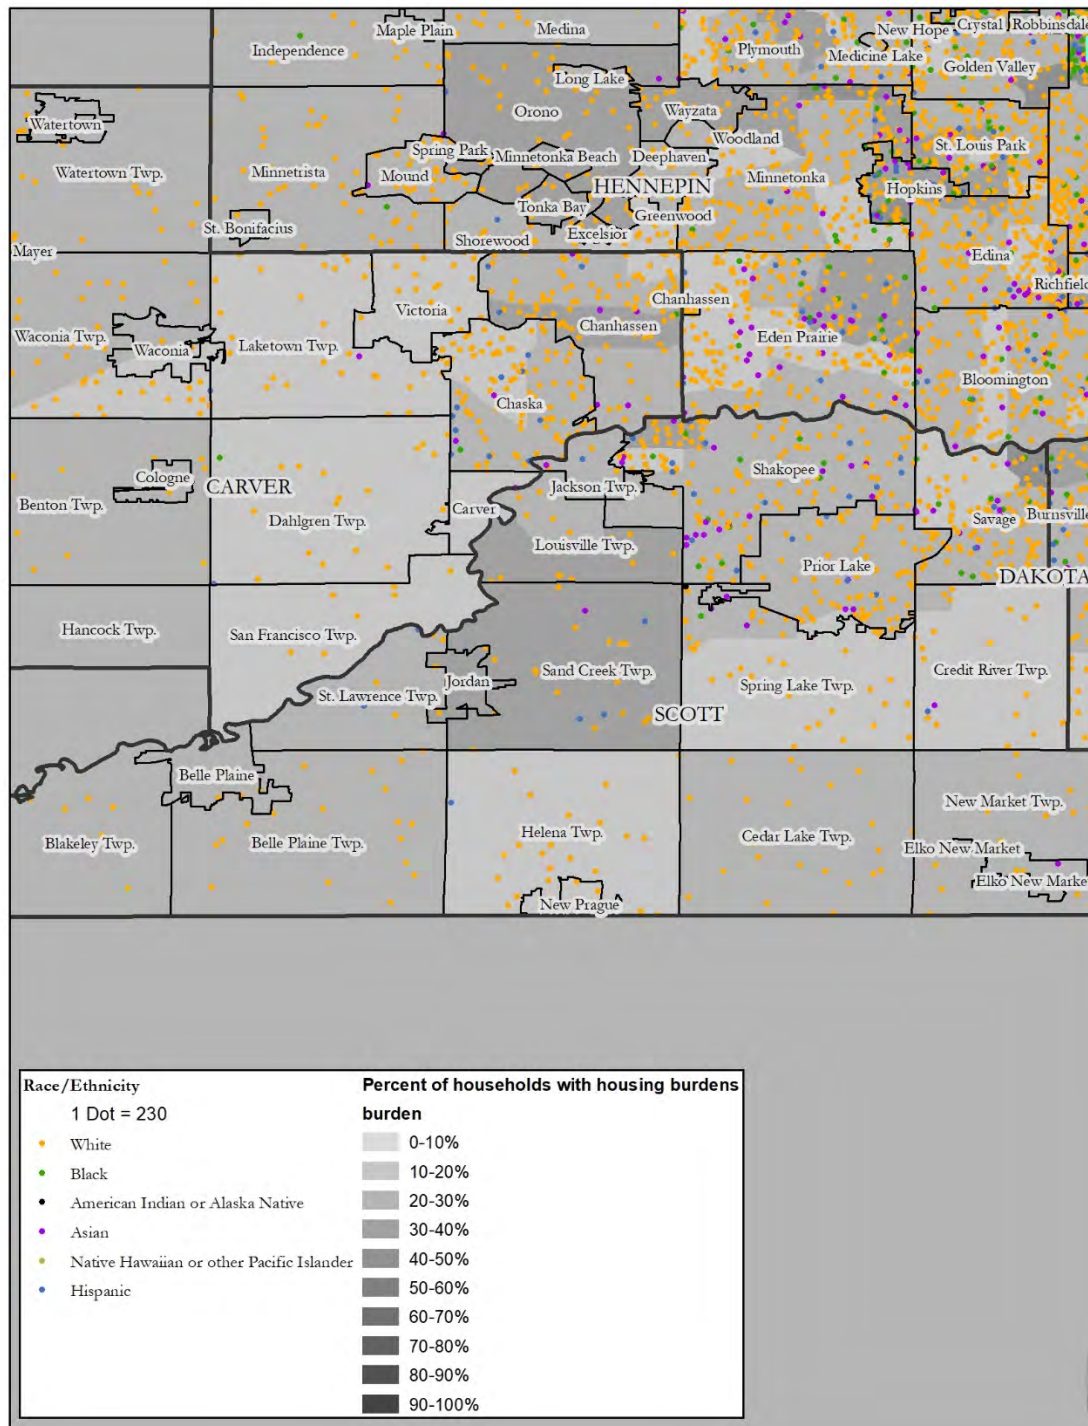 Maple Plain
Medina
Independence
Plymouth
New Hope
Crystal
Robbinsdale
Medicine Lake
Golden Valley
Long Lake
Orono
Wayzata
Watertown
Woodland
St. Louis Park
Watertown Twp.
Minnetrista
Spring Park
Minnetonka Beach
Deephaven
Mound
Minnetonka
Hopkins
HENNEPIN
Tonka Bay
Greenwood
St. Bonifacius
Excelsior
Shorewood
Mayer
Edina
Richfield
Victoria
Chanhassen
Chanhassen
Waconia Twp.
Waconia
Laketown Twp.
Eden Prairie
Bloomington
Chaska
Shakopee
Cologne
CARVER
Jackson Twp.
Benton Twp.
Carver
Dahlgren Twp.
Savage
Burnsville
Louisville Twp.
Prior Lake
DAKOTA
Hancock Twp.
San Francisco Twp.
Sand Creek Twp.
Credit River Twp.
Jordan
Spring Lake Twp.
St. Lawrence Twp.
SCOTT
Belle Plaine
New Market Twp.
Blakeley Twp.
Belle Plaine Twp.
Helena Twp.
Cedar Lake Twp.
Elko New Market
Elko New Market
New Prague
Race/Ethnicity
1 Dot = 230
White
Black
American Indian or Alaska Native
Asian
Native Hawaiian or other Pacific Islander
Hispanic
Percent of households with housing burdens
burden
0-10%
10-20%
20-30%
30-40%
40-50%
50-60%
60-70%
70-80%
80-90%
90-100%